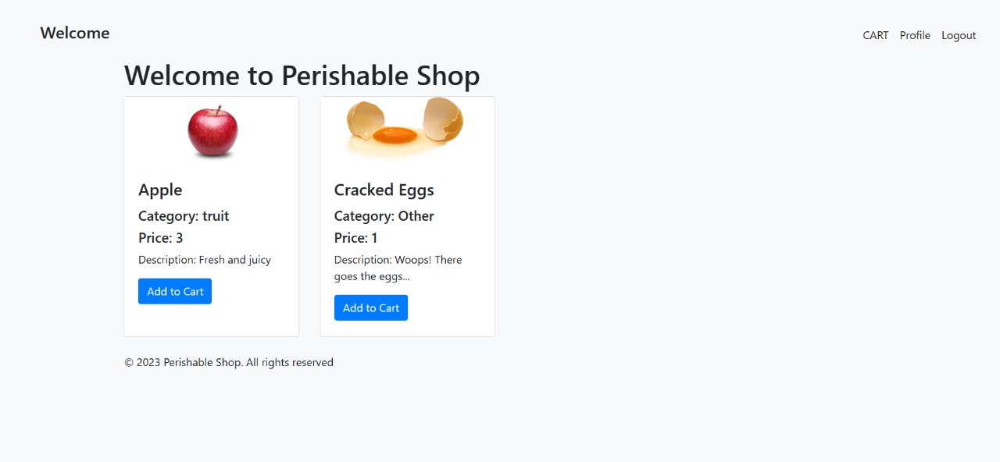 Welcome
CART Profile Logout
Welcome to Perishable Shop
Apple
Category: truit
Price: 3
Description: Fresh and juicy
Add to Cart
Cracked Eggs
Category: Other
Price: 1
Description: Woops! There
goes the eggs...
Add to Cart
© 2023 Perishable Shop. All rights reserved